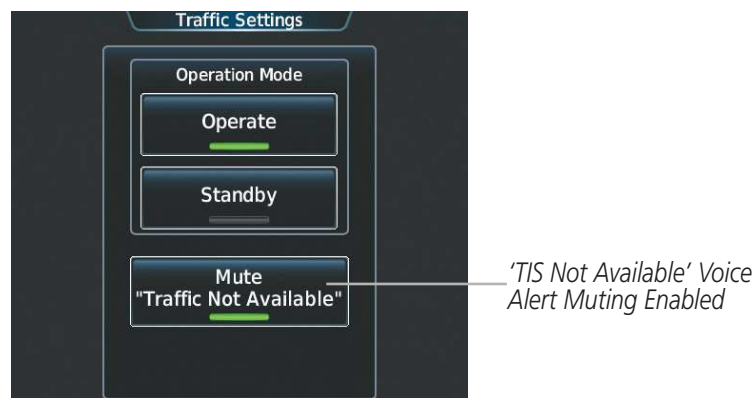 Traffic Settings
Operation Mode
Operate
Standby
Mute
"Traffic Not Available"
'TIS Not Available' Voice
Alert Muting Enabled